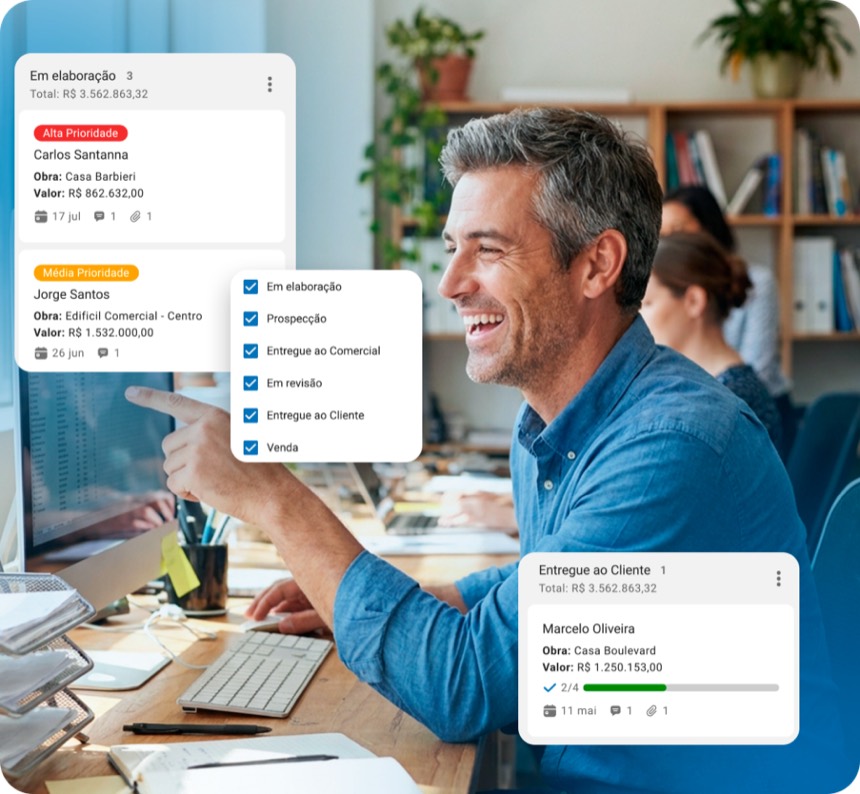 Em elaboração 3
Total: R$ 3.562.863,32
Alta Prioridade
Carlos Santanna
Obra: Casa Barbieri
Valor: R$ 862.632,00
17 jul 1 1
Média Prioridade
Jorge Santos
Obra: Edificil Comercial - Centro
Valor: R$ 1.532.000,00
26 jun 1
Em elaboração
Prospecção
Entregue ao Comercial
Em revisão
Entregue ao Cliente
Venda
Entregue ao Cliente 1
Total: R$ 3.562.863,32
Marcelo Oliveira
Obra: Casa Boulevard
Valor: R$ 1.250.153,00
2/4
11 mai 1 1